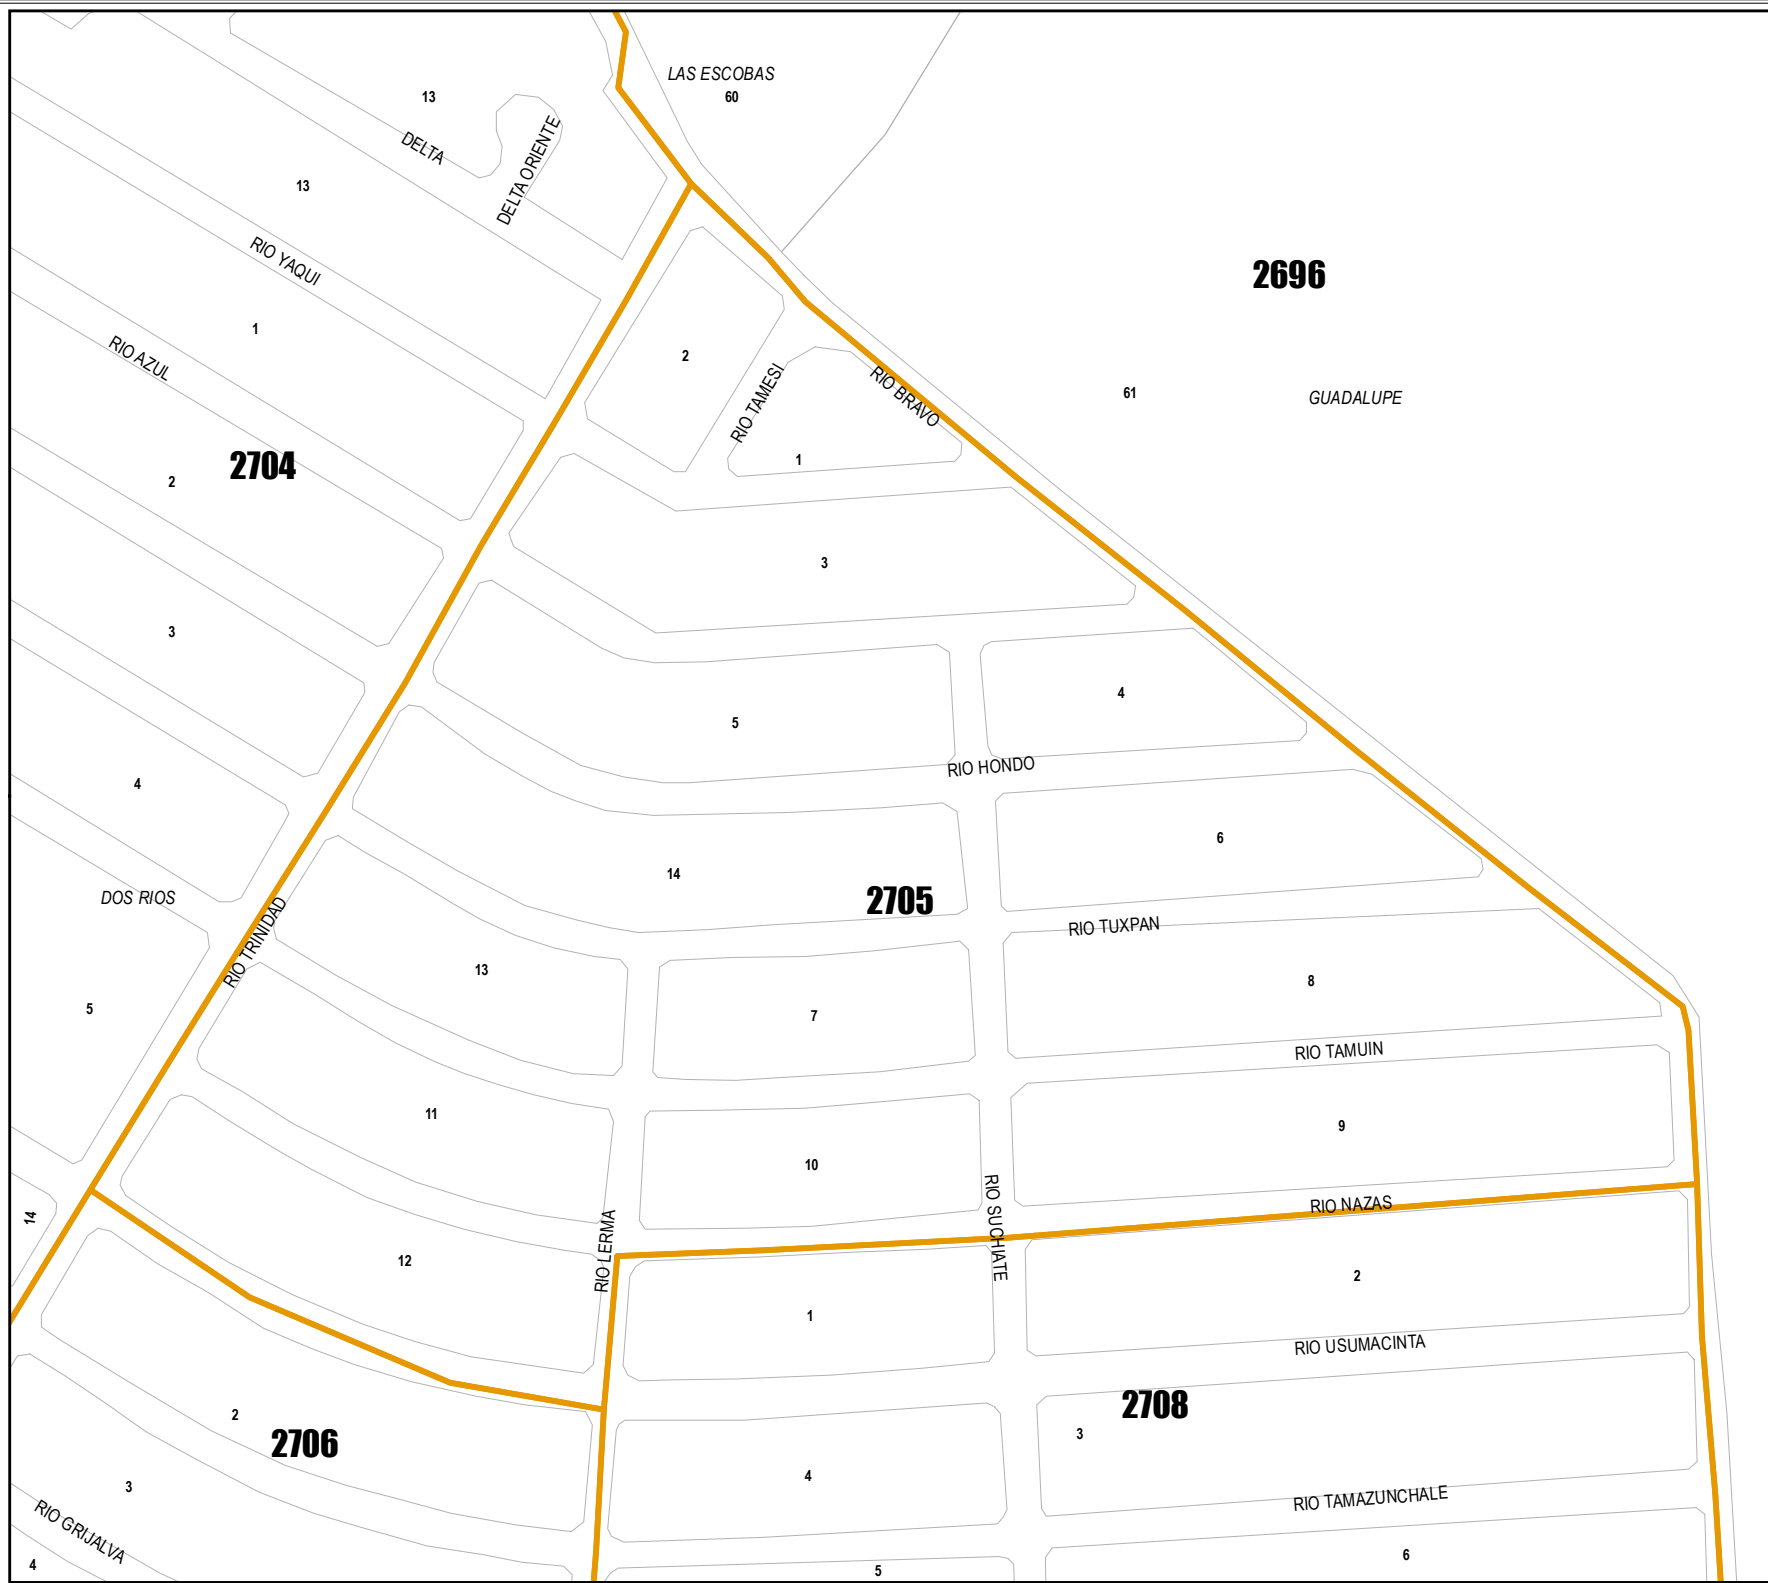 LAS ESCOBAS
60
13
DELTA
DELTA ORIENTE
13
RIO YAQUI
2696
1
RIO AZUL
2
RIO TAMESI
RIO BRAVO
61
GUADALUPE
2704
2
1
3
3
4
5
4
RIO HONDO
6
14
DOS RIOS
2705
RIO TRINIDAD
RIO TUXPAN
13
8
5
7
RIO TAMUIN
11
9
10
14
RIO LERMA
RIO SUCHIATE
RIO NAZAS
12
2
1
RIO USUMACINTA
2
2706
2708
3
4
3
RIO GRIJALVA
RIO TAMAZUNCHALE
4
5
6